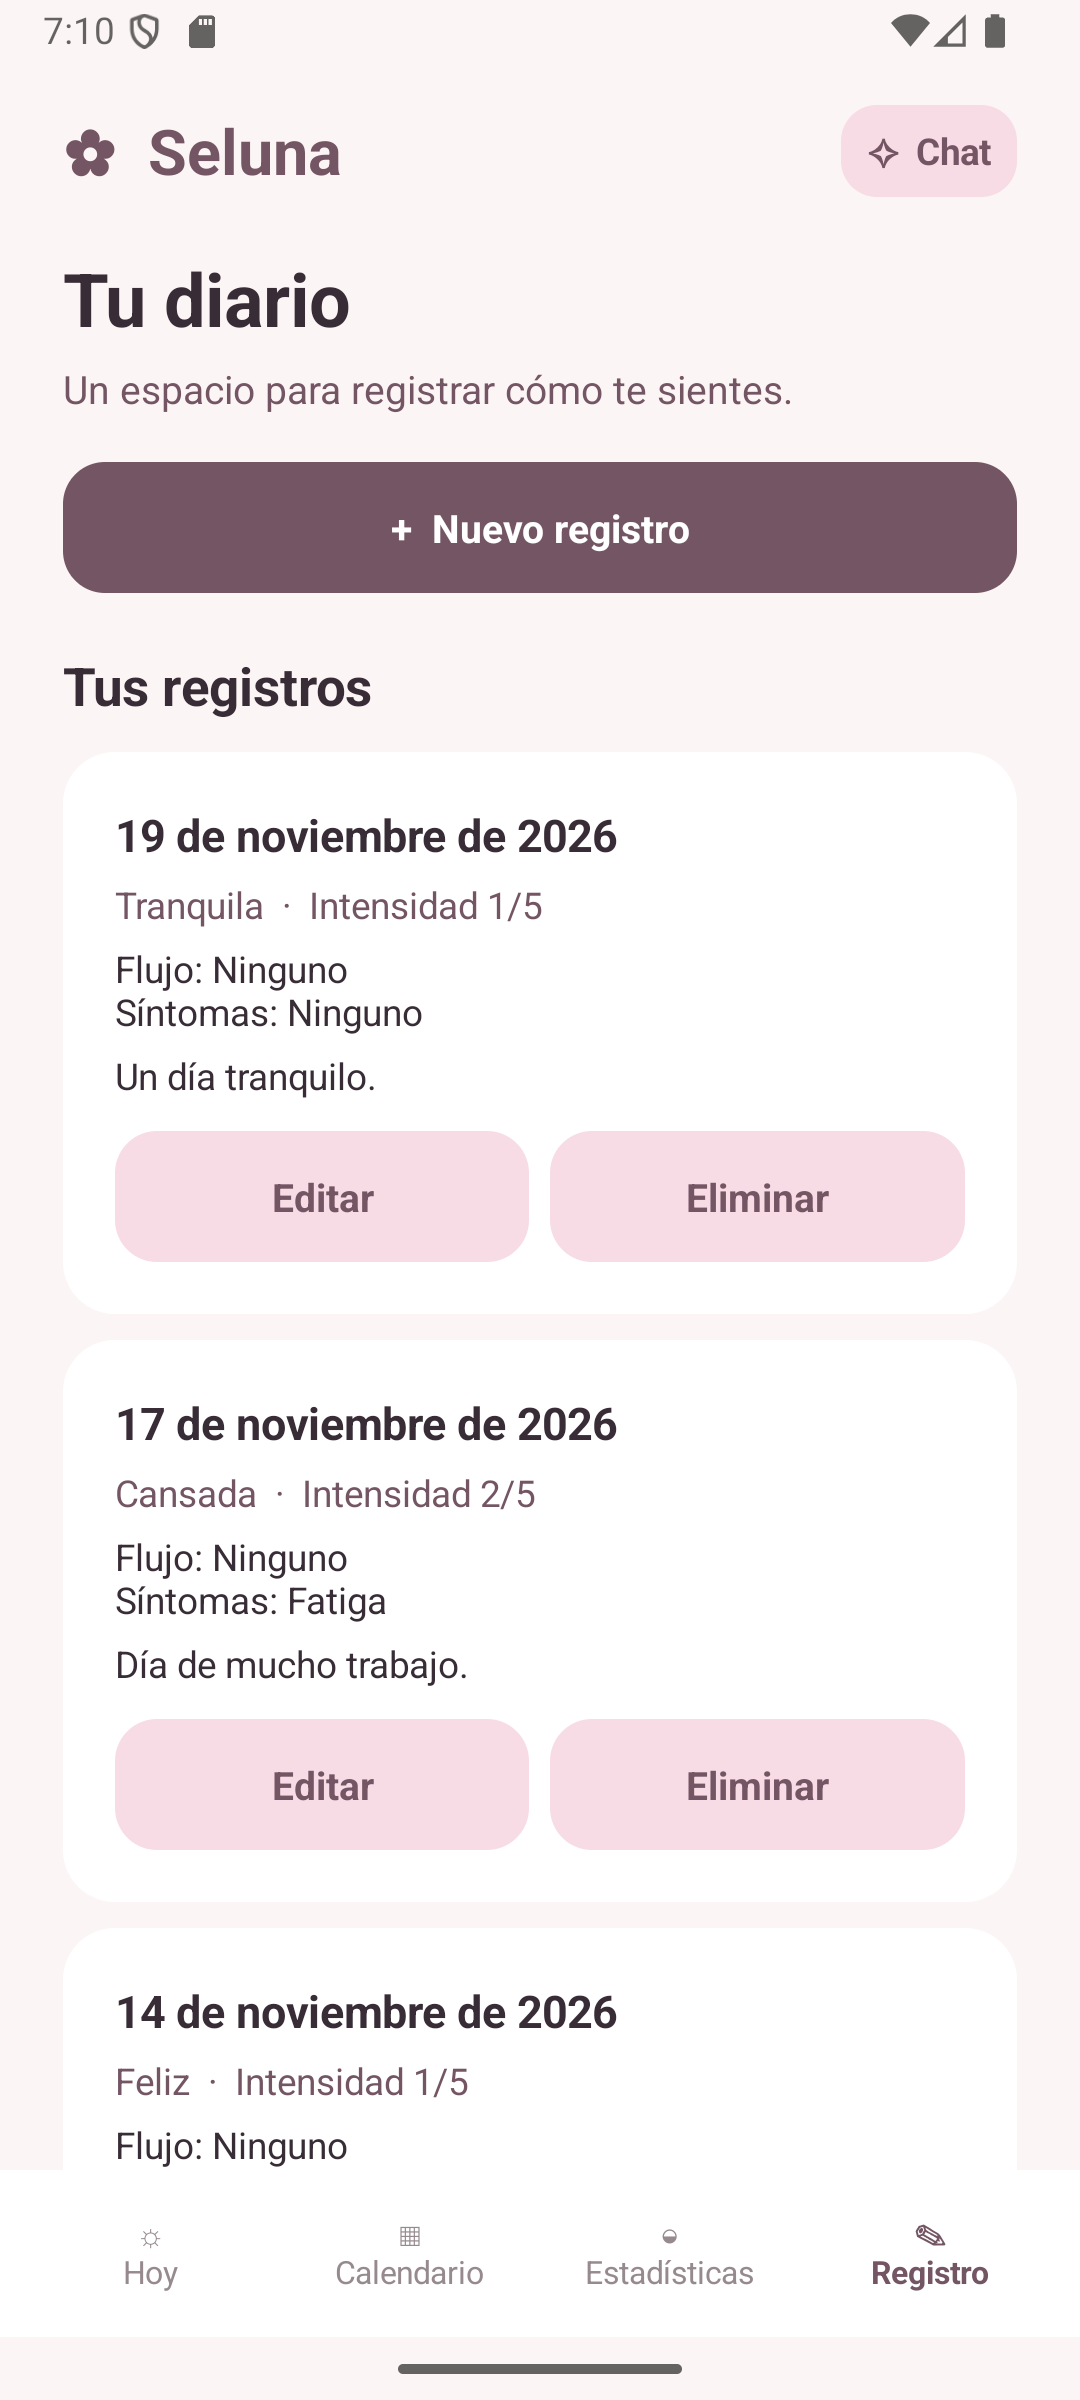 7:10
Seluna
Chat
Tu diario
Un espacio para registrar cómo te sientes.
+ Nuevo registro
Tus registros
19 de noviembre de 2026
Tranquila · Intensidad 1/5
Flujo: Ninguno
Síntomas: Ninguno
Un día tranquilo.
Editar
Eliminar
17 de noviembre de 2026
Cansada · Intensidad 2/5
Flujo: Ninguno
Síntomas: Fatiga
Día de mucho trabajo.
Editar
Eliminar
14 de noviembre de 2026
Feliz · Intensidad 1/5
Flujo: Ninguno
Hoy
Calendario
Estadísticas
Registro